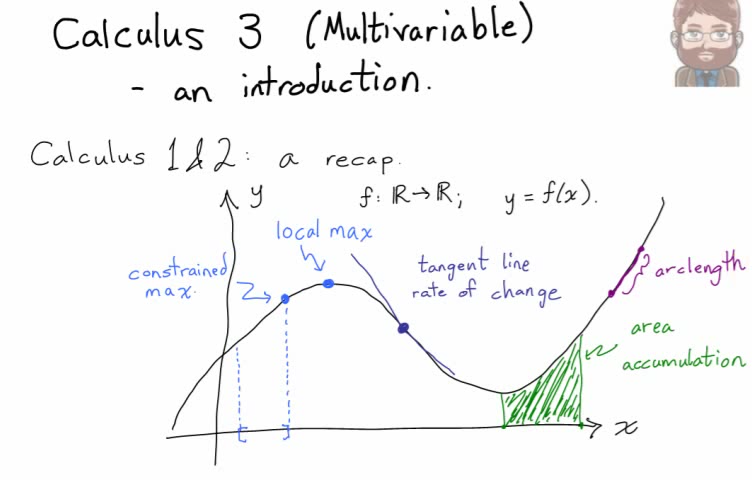 Calculus 3 (Multivariable)
- an introduction.
Calculus 1&2: a recap.
y
f: ℝ→ℝ; y = f(x).
local max
constrained
max.
tangent line
rate of change
arclength
area
accumulation
[ ]
x